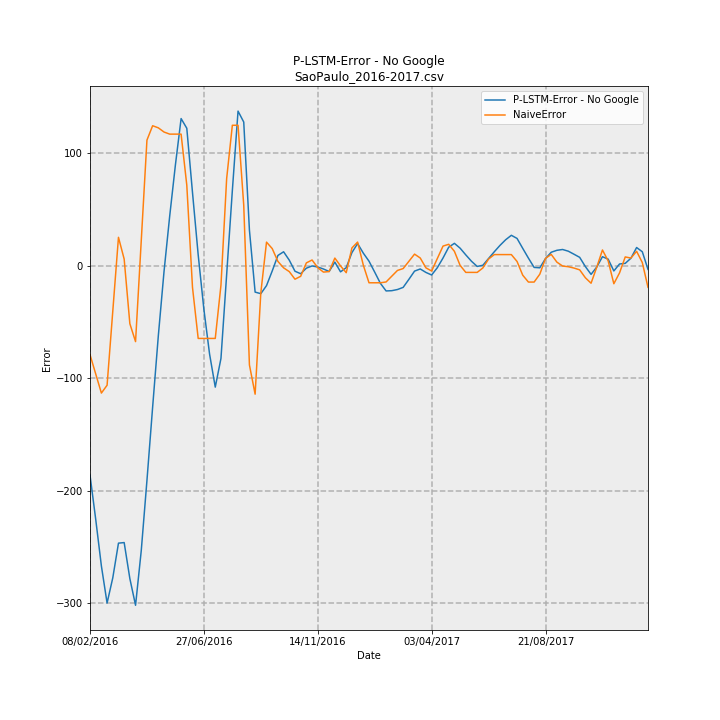 P-LSTM-Error - No Google
SaoPaulo_2016-2017.csv
P-LSTM-Error - No Google
NaiveError
Error
100
0
−100
−200
−300
08/02/2016 27/06/2016 14/11/2016 03/04/2017 21/08/2017
Date